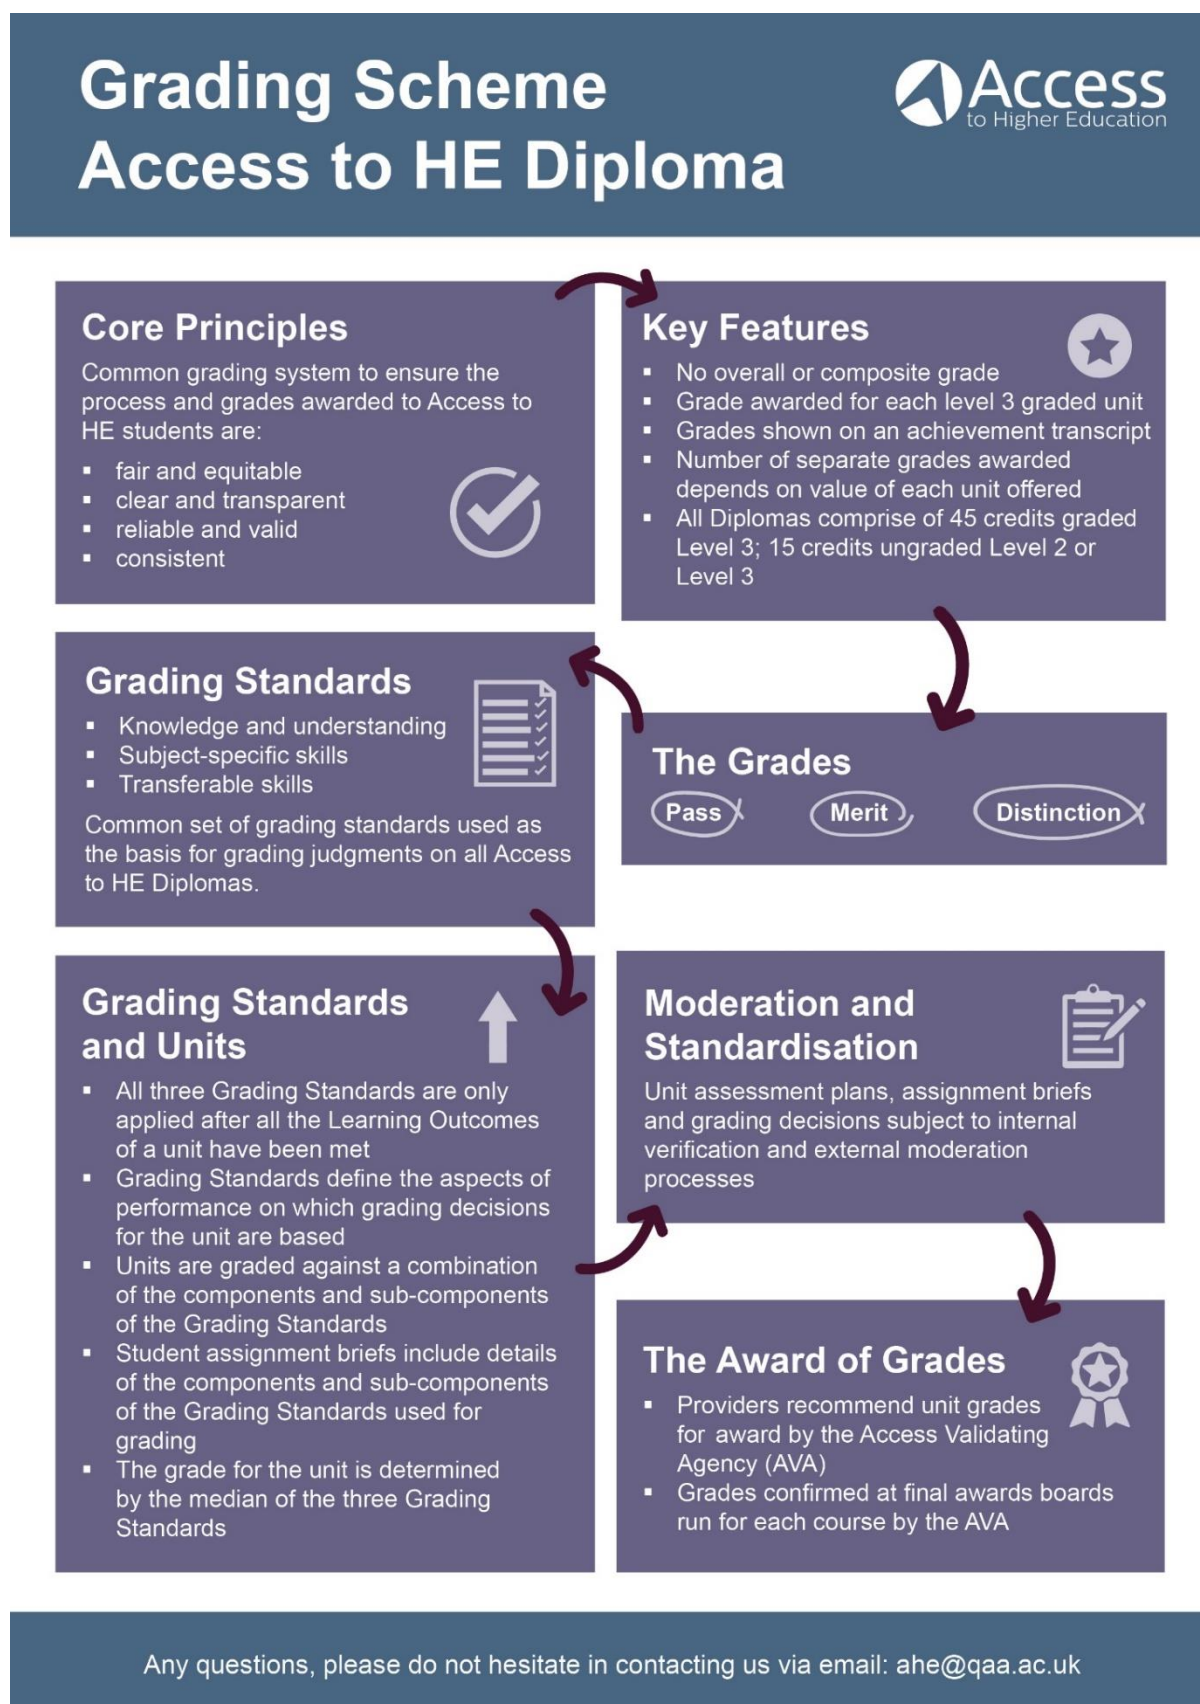 Grading Scheme
Access to HE Diploma
Access
to Higher Education
Core Principles
Common grading system to ensure the
process and grades awarded to Access to
HE students are:
▪ fair and equitable
▪ clear and transparent
▪ reliable and valid
▪ consistent
Key Features
▪ No overall or composite grade
▪ Grade awarded for each level 3 graded unit
▪ Grades shown on an achievement transcript
▪ Number of separate grades awarded
depends on value of each unit offered
▪ All Diplomas comprise of 45 credits graded
Level 3; 15 credits ungraded Level 2 or
Level 3
The Grades
Pass Merit Distinction
Grading Standards
▪ Knowledge and understanding
▪ Subject-specific skills
▪ Transferable skills
Common set of grading standards used as
the basis for grading judgments on all Access
to HE Diplomas.
Grading Standards
and Units
▪ All three Grading Standards are only
applied after all the Learning Outcomes
of a unit have been met
▪ Grading Standards define the aspects of
performance on which grading decisions
for the unit are based
▪ Units are graded against a combination
of the components and sub-components
of the Grading Standards
▪ Student assignment briefs include details
of the components and sub-components
of the Grading Standards used for
grading
▪ The grade for the unit is determined
by the median of the three Grading
Standards
Moderation and
Standardisation
Unit assessment plans, assignment briefs
and grading decisions subject to internal
verification and external moderation
processes
The Award of Grades
▪ Providers recommend unit grades
for award by the Access Validating
Agency (AVA)
▪ Grades confirmed at final awards boards
run for each course by the AVA
Any questions, please do not hesitate in contacting us via email: ahe@qaa.ac.uk